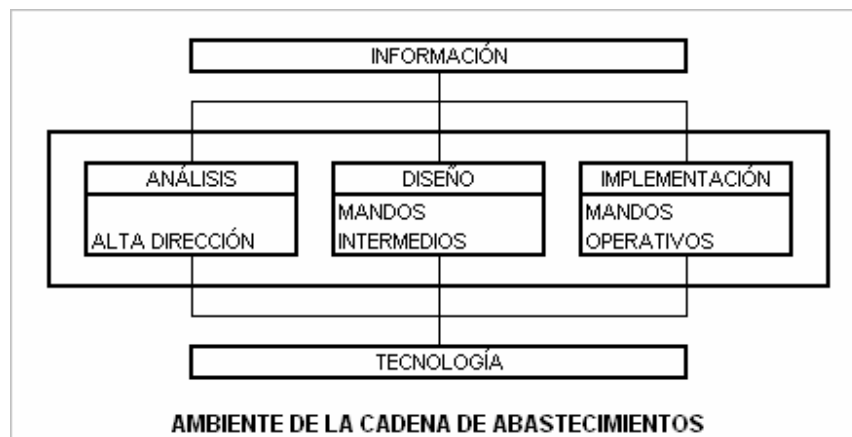 INFORMACIÓN
ANÁLISIS
ALTA DIRECCIÓN
DISEÑO
MANDOS
INTERMEDIOS
IMPLEMENTACIÓN
MANDOS
OPERATIVOS
TECNOLOGÍA
AMBIENTE DE LA CADENA DE ABASTECIMIENTOS